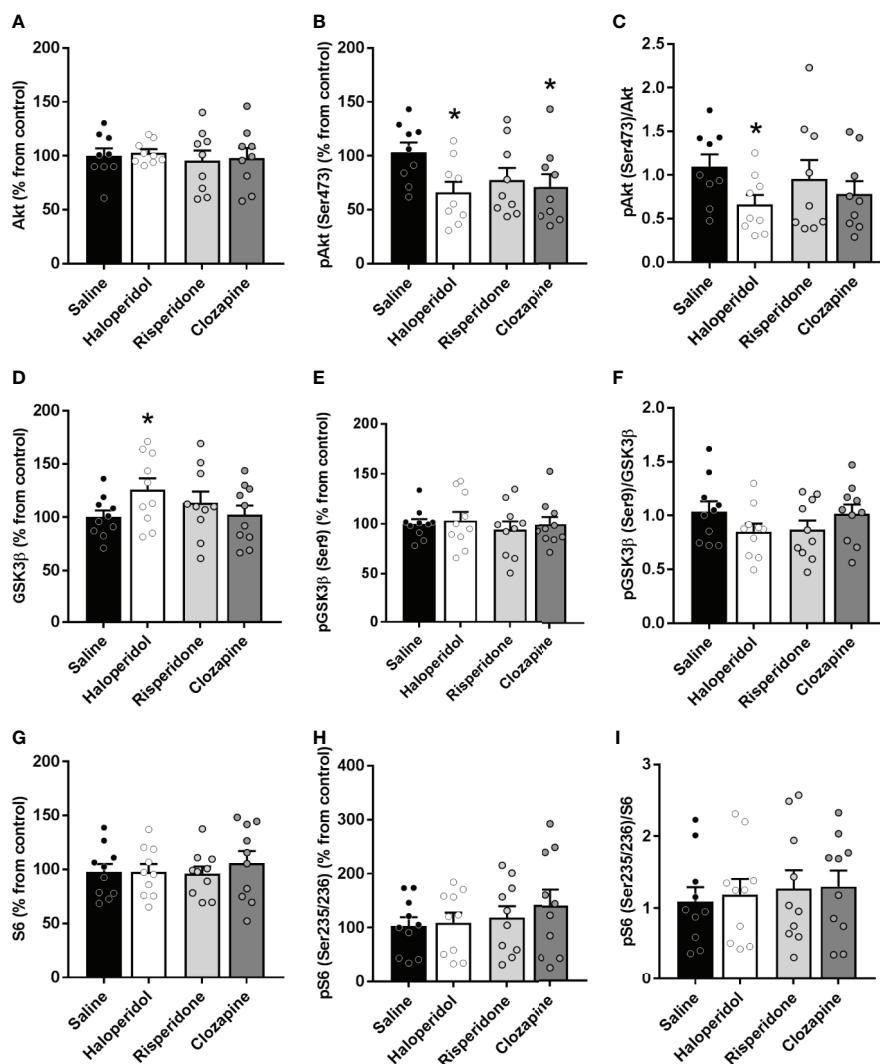 A
Akt (% from control)
200
150
100
50
0
Saline
Haloperidol
Risperidone
Clozapine
B
pAkt (Ser473) (% from control)
200
150
100
50
0
*
*
Saline
Haloperidol
Risperidone
Clozapine
C
pAkt (Ser473)/Akt
2.5
2.0
1.5
1.0
0.5
0.0
*
Saline
Haloperidol
Risperidone
Clozapine
D
GSK3β (% from control)
200
150
100
50
0
*
Saline
Haloperidol
Risperidone
Clozapine
E
pGSK3β (Ser9) (% from control)
200
150
100
100
50
0
Saline
Haloperidol
Risperidone
Clozapine
F
pGSK3β (Ser9)/GSK3β
2.0
1.5
1.0
0.5
0.0
Saline
Haloperidol
Risperidone
Clozapine
G
S6 (% from control)
200
150
100
50
0
Saline
Haloperidol
Risperidone
Clozapine
H
pS6 (Ser235/236) (% from control)
400
300
200
100
0
Saline
Haloperidol
Risperidone
Clozapine
I
pS6 (Ser235/236)/S6
3
2
1
0
Saline
Haloperidol
Risperidone
Clozapine